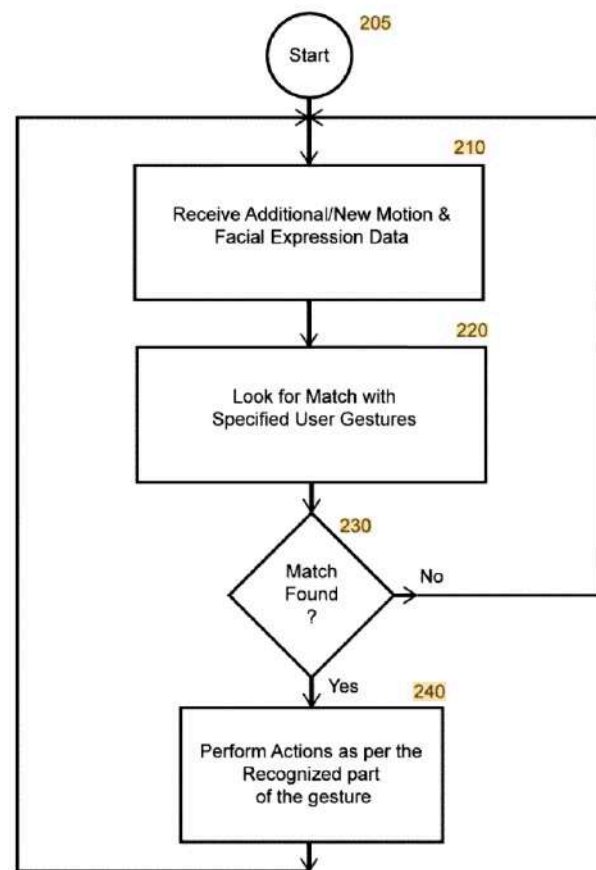 205
Start
210
Receive Additional/New Motion &
Facial Expression Data
220
Look for Match with
Specified User Gestures
230
Match
Found
?
No
Yes
240
Perform Actions as per the
Recognized part
of the gesture